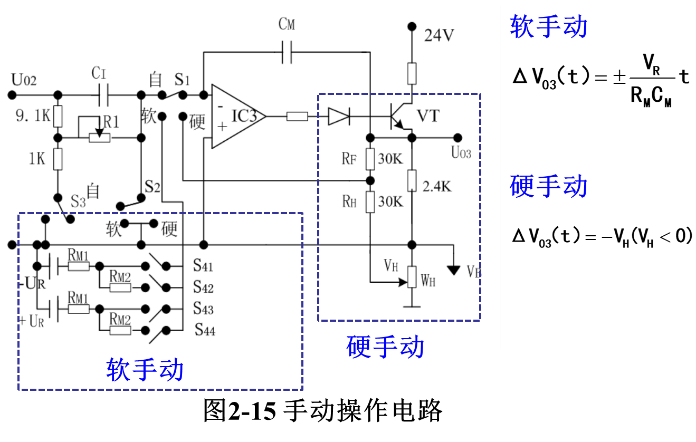 软手动
ΔV03(t)=±VR/RMCM t
硬手动
ΔV03(t)=-VH(VH<0)
CM
24V
U02
CI
自
S1
9.1K
R1
软
硬
-
+
IC3
VT
U03
1K
RF
30K
RH
30K
2.4K
S3
自
S2
软
硬
VH
WH
-UR
RM1
RM2
S41
S42
+UR
RM1
RM2
S43
S44
软手动
硬手动
图2-15 手动操作电路